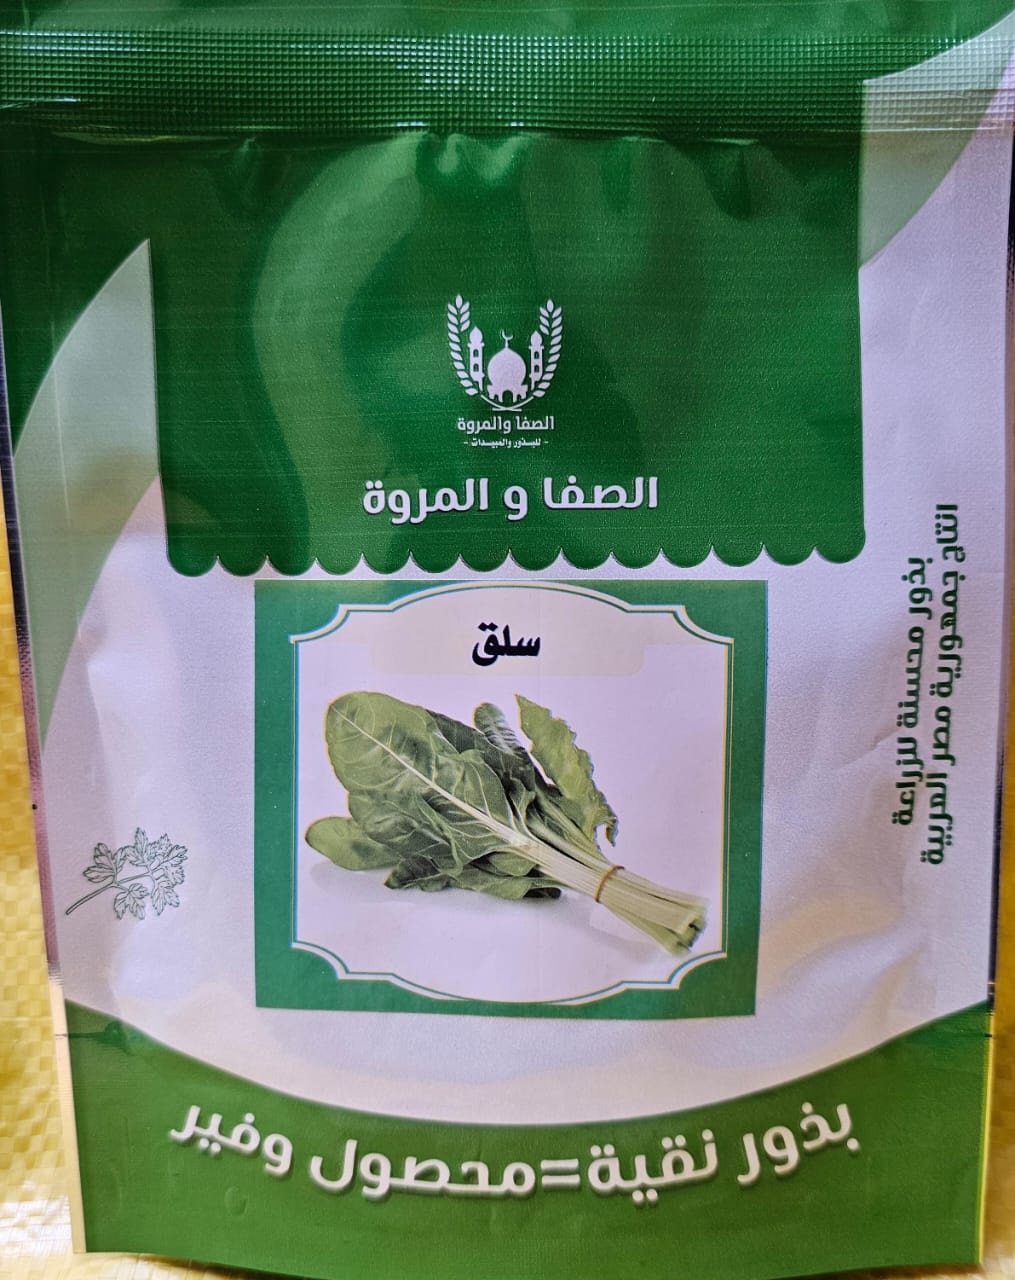 الصفا والمروة
- للبذور والمبيدات -
الصفا و المروة
سلق
بذور محسنة للزراعة
انتاج جمهورية مصر العربية
بذور نقية=محصول وفير